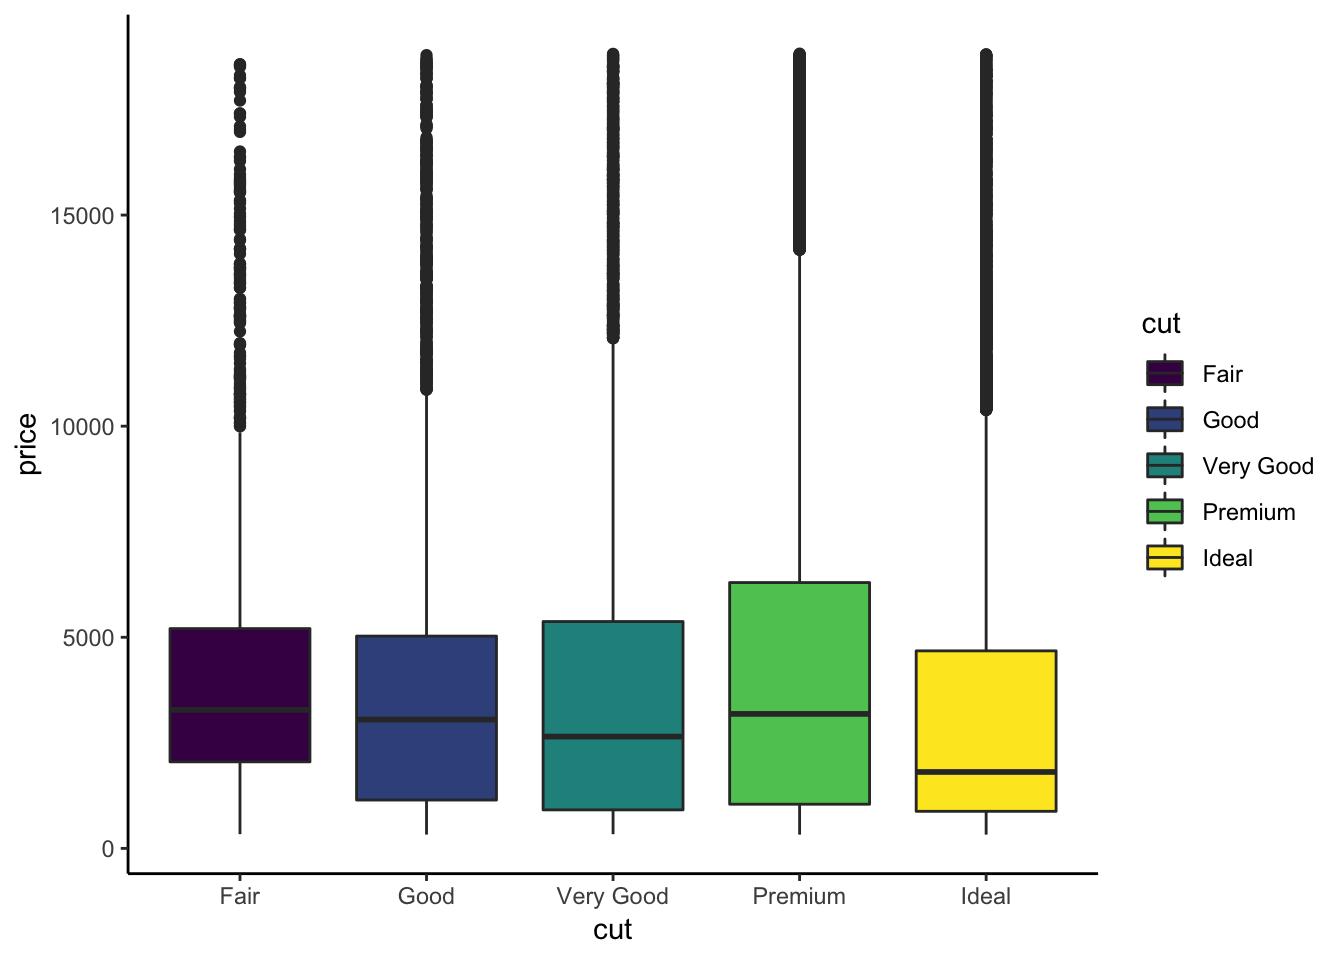 price
15000
10000
5000
0
Fair
Good
Very Good
Premium
Ideal
cut
cut
Fair
Good
Very Good
Premium
Ideal